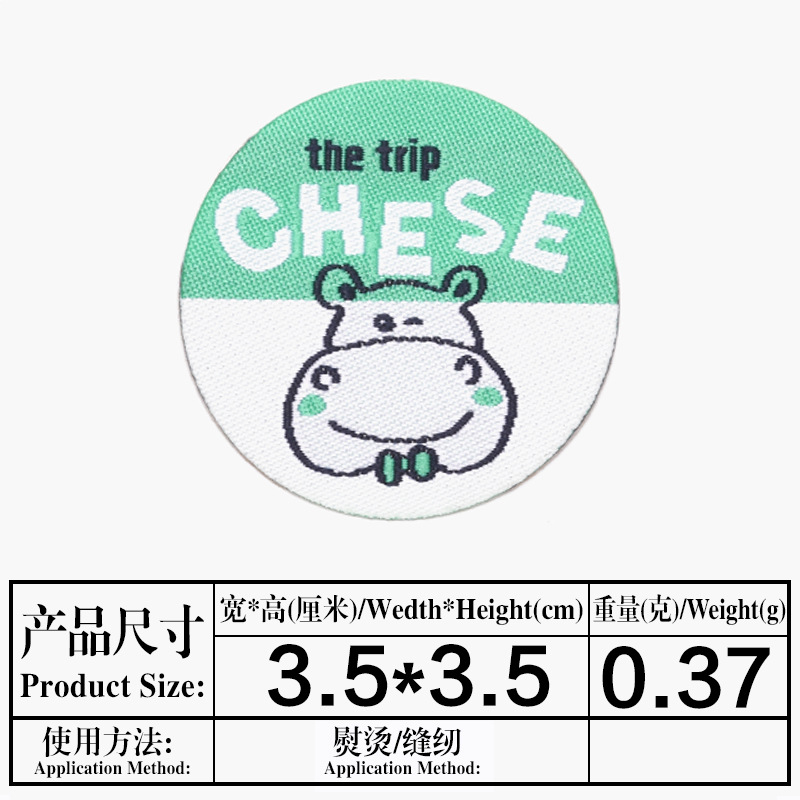 the trip
CHESE
产品尺寸
Product Size:
宽*高(厘米)/Wedth*Height(cm)
重量(克)/Weight(g)
3.5*3.5
0.37
使用方法:
Application Method:
熨烫/缝纫
Application Method: